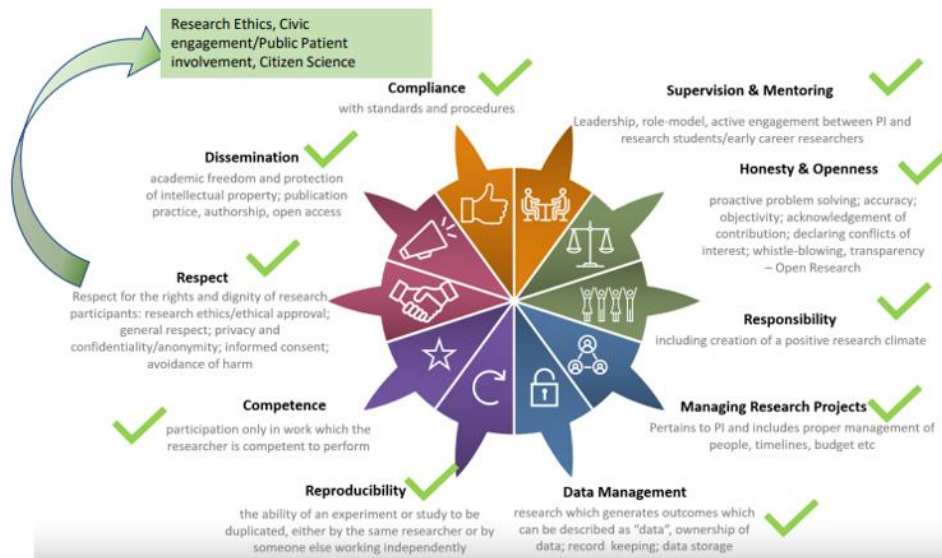 Research Ethics, Civic
engagement/Public Patient
involvement, Citizen Science
Compliance
with standards and procedures
Supervision & Mentoring
Leadership, role-model, active engagement between PI and
research students/early career researchers
Dissemination
academic freedom and protection
of intellectual property; publication
practice, authorship, open access
Honesty & Openness
proactive problem solving; accuracy;
objectivity; acknowledgement of
contribution; declaring conflicts of
interest; whistle-blowing, transparency
– Open Research
Respect
Respect for the rights and dignity of research
participants: research ethics/ethical approval;
general respect; privacy and
confidentiality/anonymity; informed consent;
avoidance of harm
Responsibility
including creation of a positive research climate
Competence
participation only in work which the
researcher is competent to perform
Managing Research Projects
Pertains to PI and includes proper management of
people, timelines, budget etc
Reproducibility
the ability of an experiment or study to be
duplicated, either by the same researcher or by
someone else working independently
Data Management
research which generates outcomes which
can be described as "data", ownership of
data; record keeping; data storage